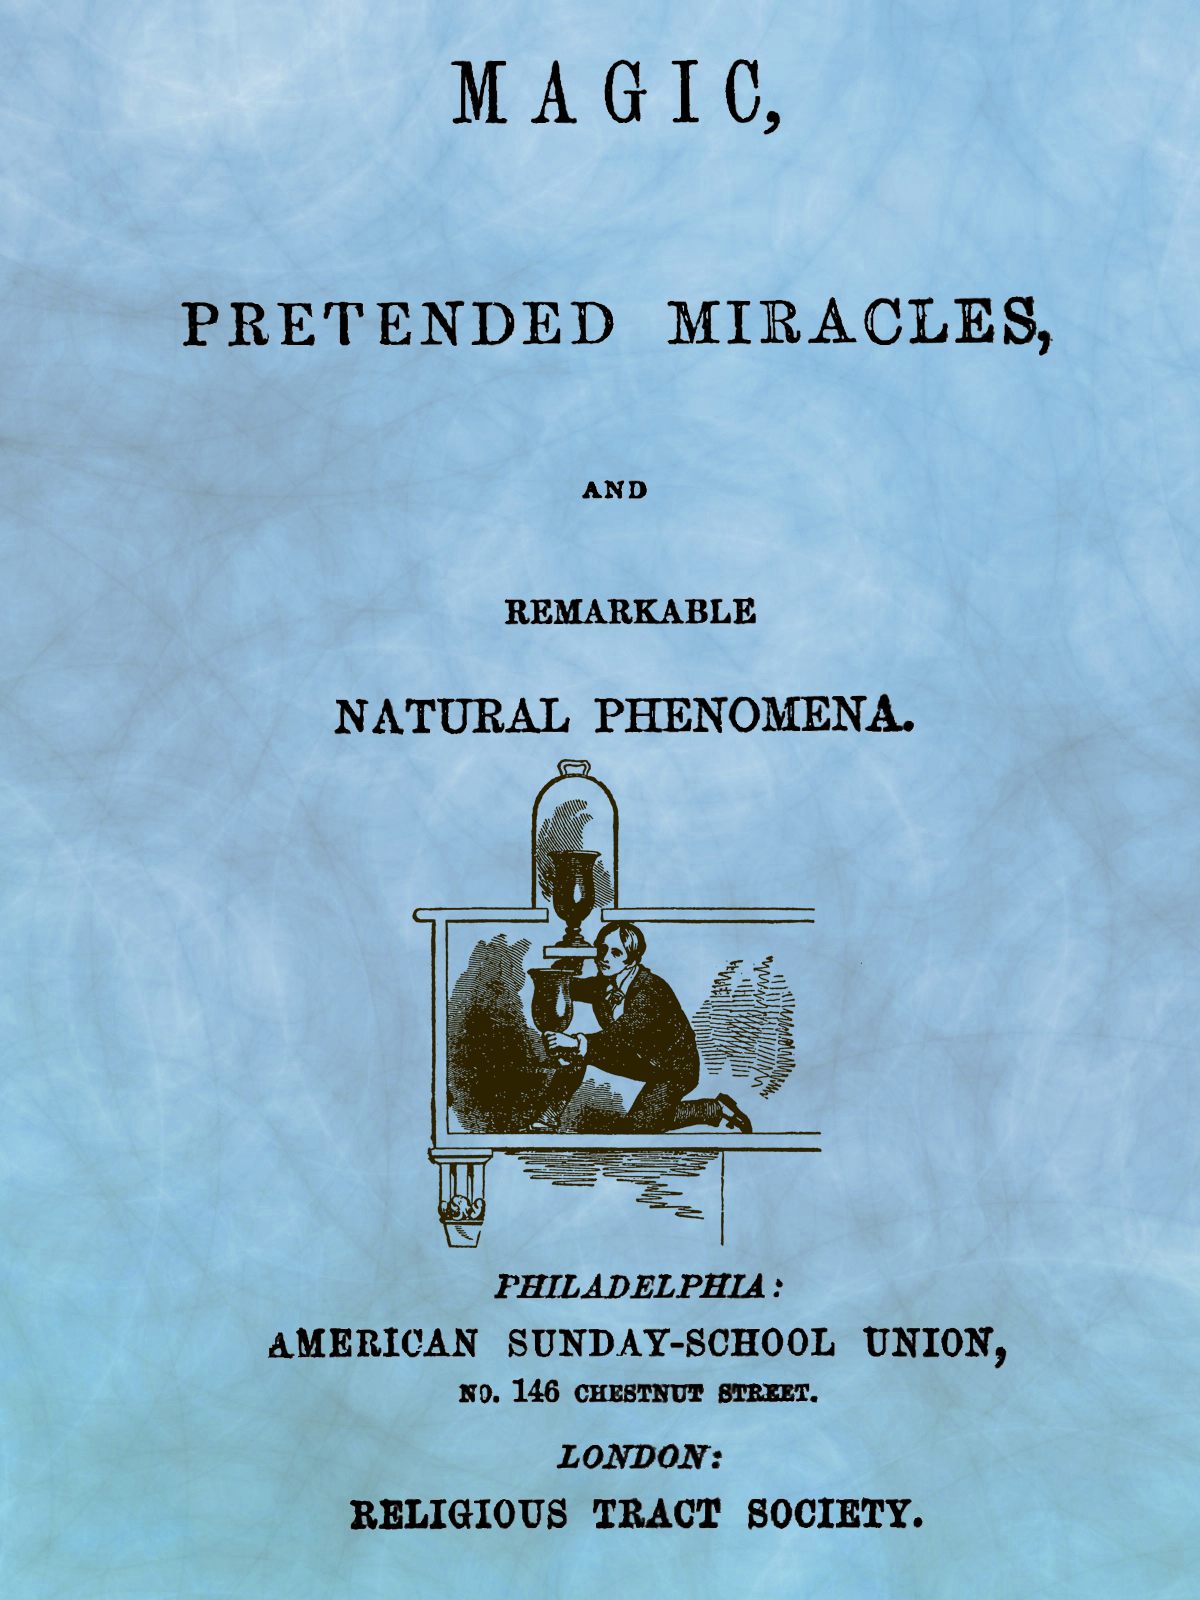 MAGIC,
PRETENDED MIRACLES,
AND
REMARKABLE
NATURAL PHENOMENA.
PHILADELPHIA:
AMERICAN SUNDAY-SCHOOL UNION,
NO. 146 CHESTNUT STREET.
LONDON:
RELIGIOUS TRACT SOCIETY.